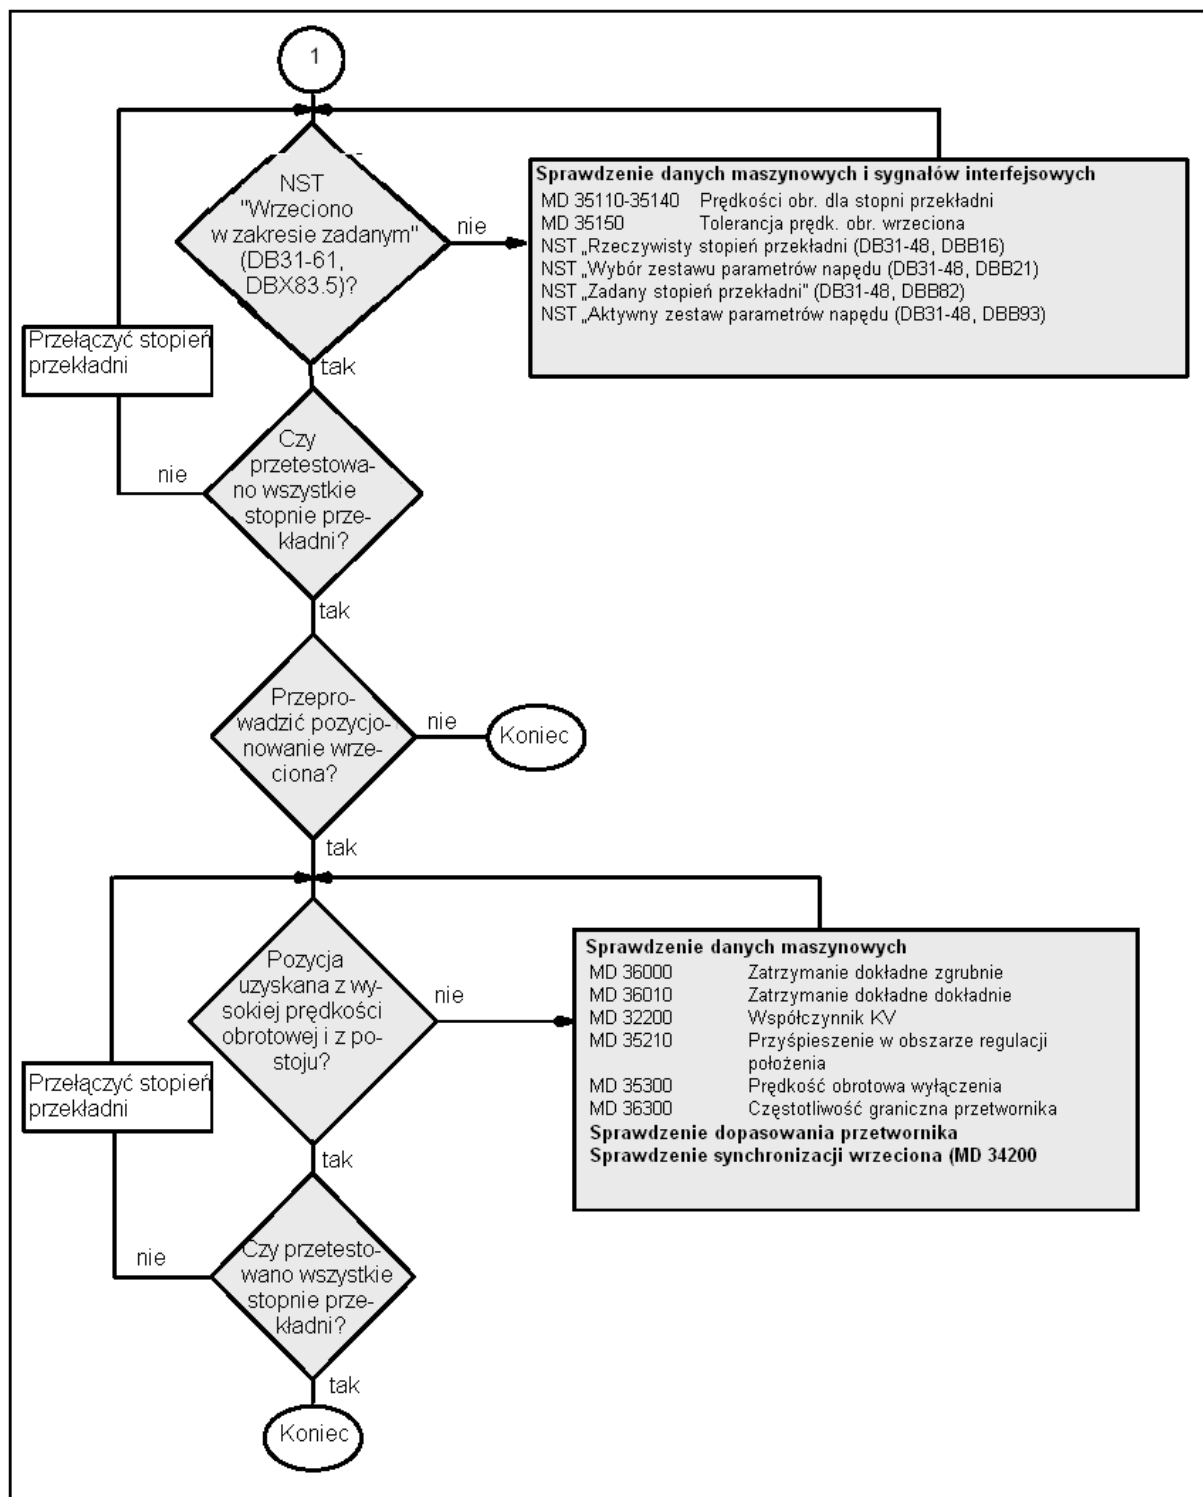 1
NST
"Wrzeciono
w zakresie zadanym"
(DB31-61,
DBX83.5)?
nie
Sprawdzenie danych maszynowych i sygnałów interfejsowych
MD 35110-35140 Prędkości obr. dla stopni przekładni
MD 35150 Tolerancja prędk. obr. wrzeciona
NST „Rzeczywisty stopień przekładni (DB31-48, DBB16)
NST „Wybór zestawu parametrów napędu (DB31-48, DBB21)
NST „Zadany stopień przekładni" (DB31-48, DBB82)
NST „Aktywny zestaw parametrów napędu (DB31-48, DBB93)
Przełączyć stopień
przekładni
tak
Czy
przetestowa-
no wszystkie
stopnie prze-
kładni?
nie
tak
Przepro-
wadzić pozycjo-
nowanie wrze-
ciona?
nie
Koniec
tak
Pozycja
uzyskana z wy-
sokiej prędkości
obrotowej i z po-
stoju?
nie
Sprawdzenie danych maszynowych
MD 36000 Zatrzymanie dokładne zgrubnie
MD 36010 Zatrzymanie dokładne dokładnie
MD 32200 Współczynnik KV
MD 35210 Przyśpieszenie w obszarze regulacji
położenia
MD 35300 Prędkość obrotowa wyłączenia
MD 36300 Częstotliwość graniczna przetwornika
Sprawdzenie dopasowania przetwornika
Sprawdzenie synchronizacji wrzeciona (MD 34200
Przełączyć stopień
przekładni
tak
Czy przetesto-
wano wszystkie
stopnie prze-
kładni?
nie
tak
Koniec